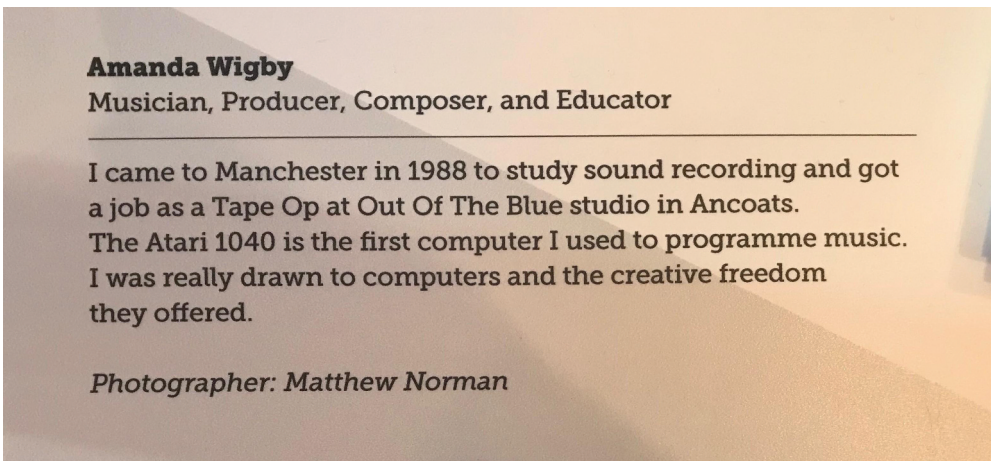 Amanda Wigby
Musician, Producer, Composer, and Educator
I came to Manchester in 1988 to study sound recording and got
a job as a Tape Op at Out Of The Blue studio in Ancoats.
The Atari 1040 is the first computer I used to programme music.
I was really drawn to computers and the creative freedom
they offered.
Photographer: Matthew Norman